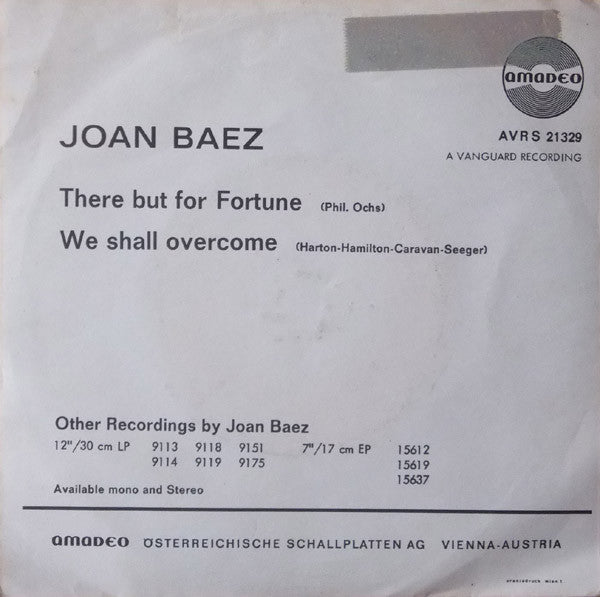 amadeo
AVRS 21329
A VANGUARD RECORDING
JOAN BAEZ
There but for Fortune (Phil. Ochs)
We shall overcome (Harton-Hamilton-Caravan-Seeger)
Other Recordings by Joan Baez
12"/30 cm LP 9113 9118 9151 7"/17 cm EP 15612
9114 9119 9175 15619
15637
Available mono and Stereo
amadeo ÖSTERREICHISCHE SCHALLPLATTEN AG VIENNA-AUSTRIA